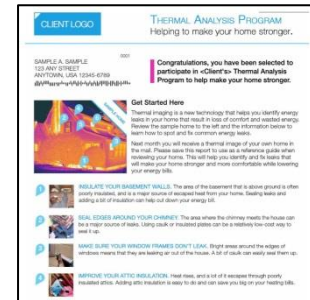 CLIENT LOGO
THERMAL ANALYSIS PROGRAM
Helping to make your home stronger.
0001
SAMPLE A. SAMPLE
123 ANY STREET
ANYTOWN, USA 12345-6789
Congratulations, you have been selected to
participate in <Client's> Thermal Analysis
Program to help make your home stronger.
Get Started Here
Thermal imaging is a new technology that helps you identify energy
leaks in your home that result in loss of comfort and wasted energy.
Review the sample home to the left and the information below to
learn how to spot and fix common energy leaks.
Next month you will receive a thermal image of your own home in
the mail. Please save this report to use as a reference guide when
reviewing your home. This will help you identify and fix leaks that
will make your home stronger and more comfortable while lowering
your energy bills.
INSULATE YOUR BASEMENT WALLS. The area of the basement that is above ground is often
poorly insulated, and is a major source of escaped heat from your home. Sealing leaks and
adding a bit of insulation can help cut down your energy bill.
SEAL EDGES AROUND YOUR CHIMNEY. The area where the chimney meets the house can
be a major source of leaks. Using caulk or insulated plates can be a relatively low-cost way to
seal it up.
MAKE SURE YOUR WINDOW FRAMES DON'T LEAK. Bright areas around the edges of
windows means that they are leaking air out of the house. A bit of caulk can easily seal them up.
IMPROVE YOUR ATTIC INSULATION. Heat rises, and a lot of it escapes through poorly
insulated attics. Adding attic insulation is easy to do and can save you big on your heating bills.